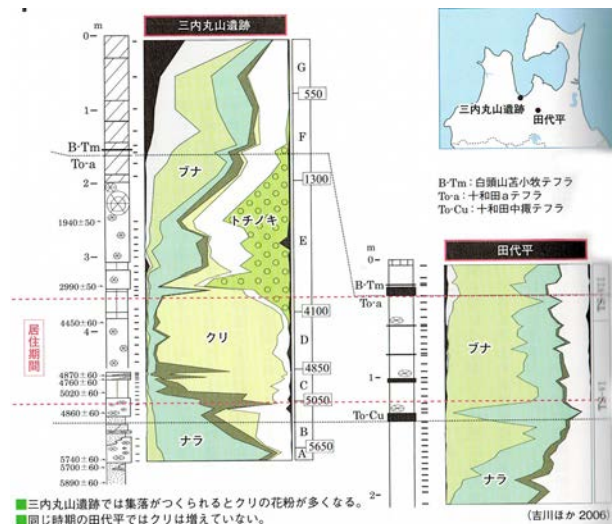 三内丸山遺跡
m
0
1
B-Tm
To-a
2
1940±50
3
2990±50
4450±60
4
4870±60
4760±60
5020±60
4860±60
5740±60
5700±60
5890±60
居住期間
ブナ
トチノキ
クリ
ナラ
G
550
F
1300
E
4100
D
4850
C
5050
B
5650
A
三内丸山遺跡
田代平
B-Tm：白頭山苫小牧テフラ
To-a：十和田aテフラ
To-Cu：十和田中掫テフラ
田代平
m
0
B-Tm
To-a
1
To-Cu
2
ブナ
ナラ
■三内丸山遺跡では集落がつくられるとクリの花粉が多くなる。
■同じ時期の田代平ではクリは増えていない。
(吉川ほか 2006)